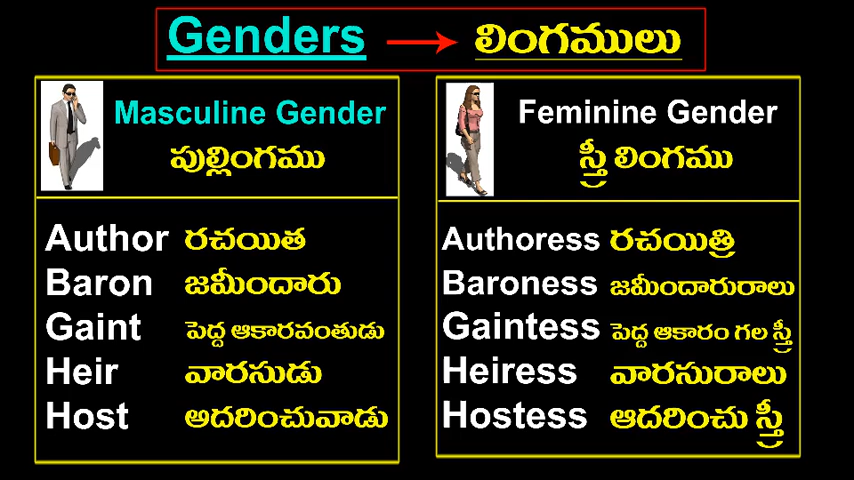 Genders → లింగములు
Masculine Gender
పుల్లింగము
Author రచయిత
Baron జమీందారు
Gaint పెద్ద ఆకారవంతుడు
Heir వారసుడు
Host అదరించువాడు
Feminine Gender
స్త్రీ లింగము
Authoress రచయిత్రి
Baroness జమీందారురాలు
Gaintess పెద్ద ఆకారం గల స్త్రీ
Heiress వారసురాలు
Hostess ఆదరించు స్త్రీ